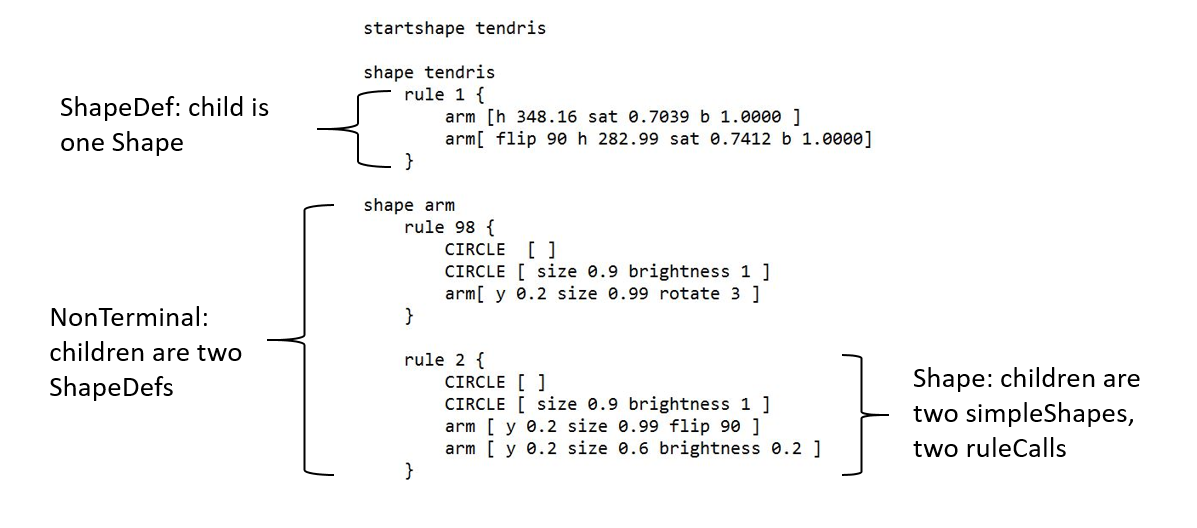 startshape tendris
shape tendris
rule 1 {
arm [h 348.16 sat 0.7039 b 1.0000 ]
arm[ flip 90 h 282.99 sat 0.7412 b 1.0000]
}
ShapeDef: child is
one Shape
shape arm
rule 98 {
CIRCLE  [ ]
CIRCLE [ size 0.9 brightness 1 ]
arm[ y 0.2 size 0.99 rotate 3 ]
}
rule 2 {
CIRCLE [ ]
CIRCLE [ size 0.9 brightness 1 ]
arm [ y 0.2 size 0.99 flip 90 ]
arm [ y 0.2 size 0.6 brightness 0.2 ]
}
NonTerminal:
children are two
ShapeDefs
Shape: children are
two simpleShapes,
two ruleCalls